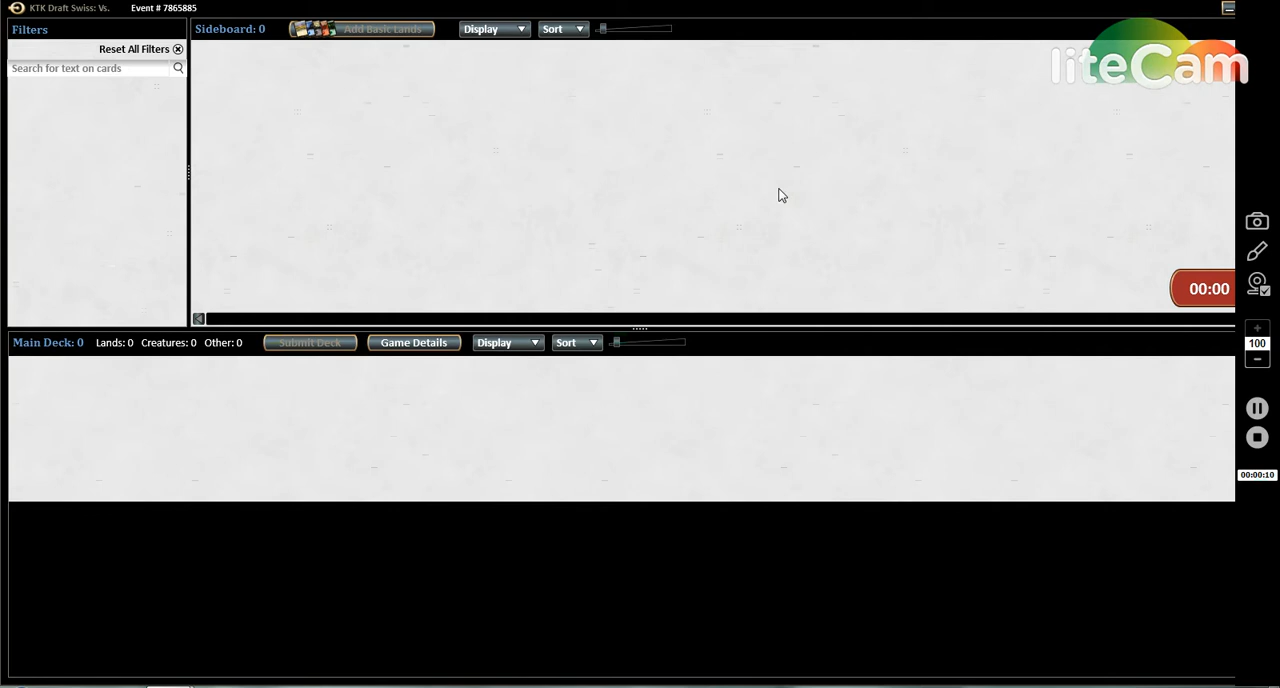 KTK Draft Swiss: Vs. Event # 7865885
Filters
Sideboard: 0 Add Basic Lands Display Sort
Reset All Filters
Search for text on cards
liteCam
00:00
Main Deck: 0 Lands: 0 Creatures: 0 Other: 0 Submit Deck Game Details Display Sort
100
00:00:10